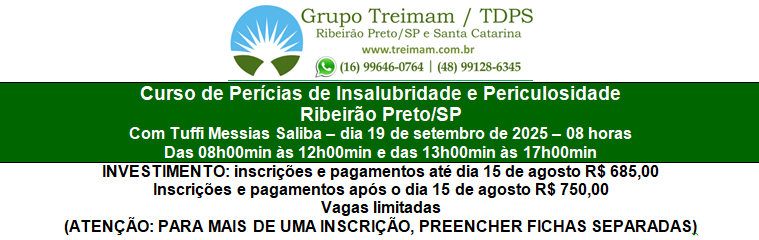 Grupo Treimam / TDPS
Ribeirão Preto/SP e Santa Catarina
www.treimam.com.br
(16) 99646-0764 | (48) 99128-6345
Curso de Perícias de Insalubridade e Periculosidade
Ribeirão Preto/SP
Com Tuffi Messias Saliba – dia 19 de setembro de 2025 – 08 horas
Das 08h00min às 12h00min e das 13h00min às 17h00min
INVESTIMENTO: inscrições e pagamentos até dia 15 de agosto R$ 685,00
Inscrições e pagamentos após o dia 15 de agosto R$ 750,00
Vagas limitadas
(ATENÇÃO: PARA MAIS DE UMA INSCRIÇÃO, PREENCHER FICHAS SEPARADAS)